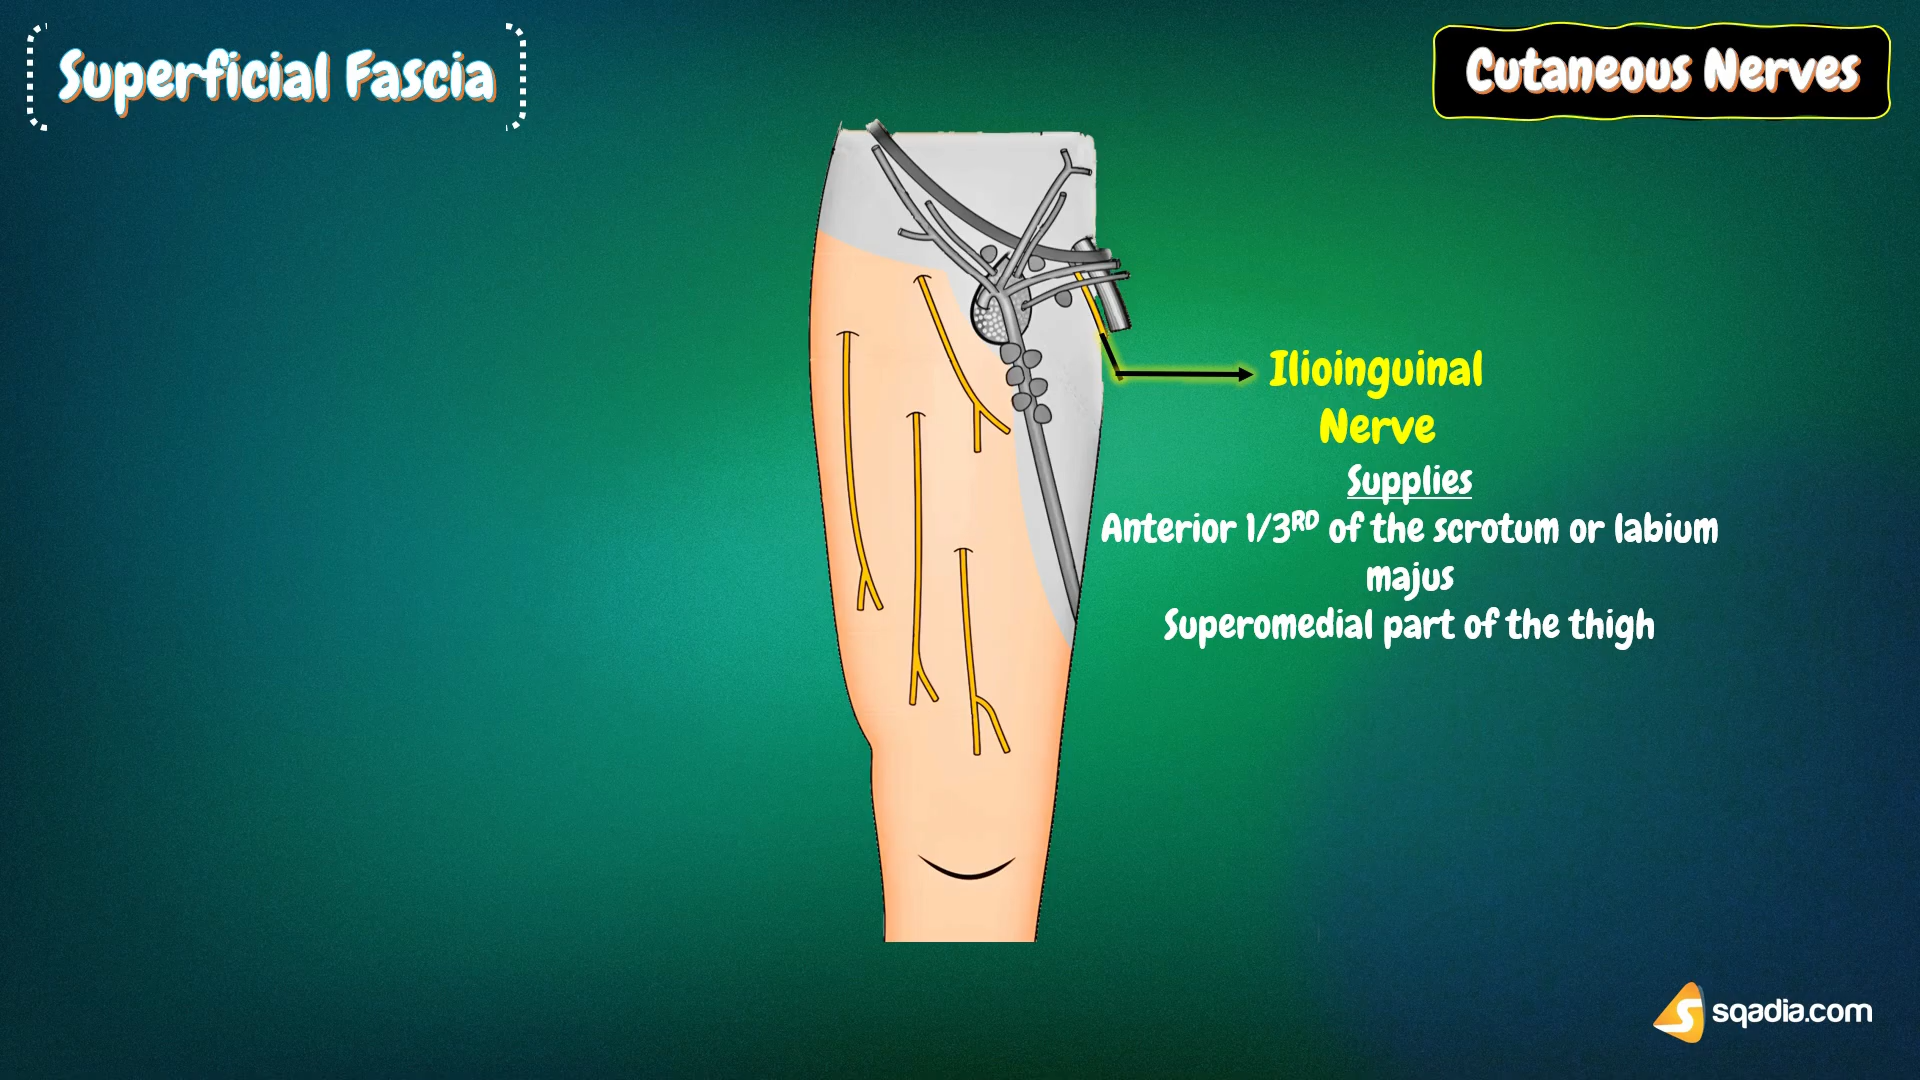 Superficial Fascia
Cutaneous Nerves
Ilioinguinal
Nerve
Supplies
Anterior 1/3RD of the scrotum or labium
majus
Superomedial part of the thigh
sqadia.com